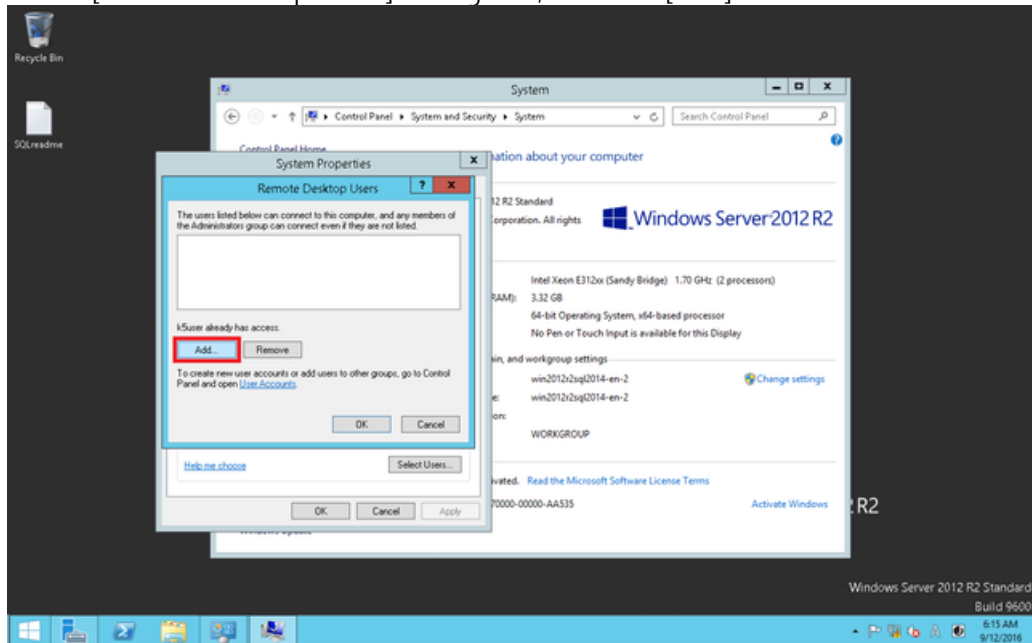 Recycle Bin
SQLreadme
System
Control Panel ▸ System and Security ▸ System
Search Control Panel
Control Panel Home
mation about your computer
System Properties
Remote Desktop Users
The users listed below can connect to this computer, and any members of
the Administrators group can connect even if they are not listed.
k5user already has access.
Add...
Remove
To create new user accounts or add users to other groups, go to Control
Panel and open User Accounts.
OK
Cancel
Help me choose
Select Users...
OK
Cancel
Apply
12 R2 Standard
Corporation. All rights
Windows Server 2012 R2
Intel Xeon E312xx (Sandy Bridge) 1.70 GHz (2 processors)
RAM): 3.32 GB
64-bit Operating System, x64-based processor
No Pen or Touch Input is available for this Display
ain, and workgroup settings
win2012r2sql2014-en-2
Change settings
e: win2012r2sql2014-en-2
on:
WORKGROUP
ivated. Read the Microsoft Software License Terms
70000-00000-AA535
Activate Windows
R2
Windows Server 2012 R2 Standard
Build 9600
6:15 AM
9/12/2016